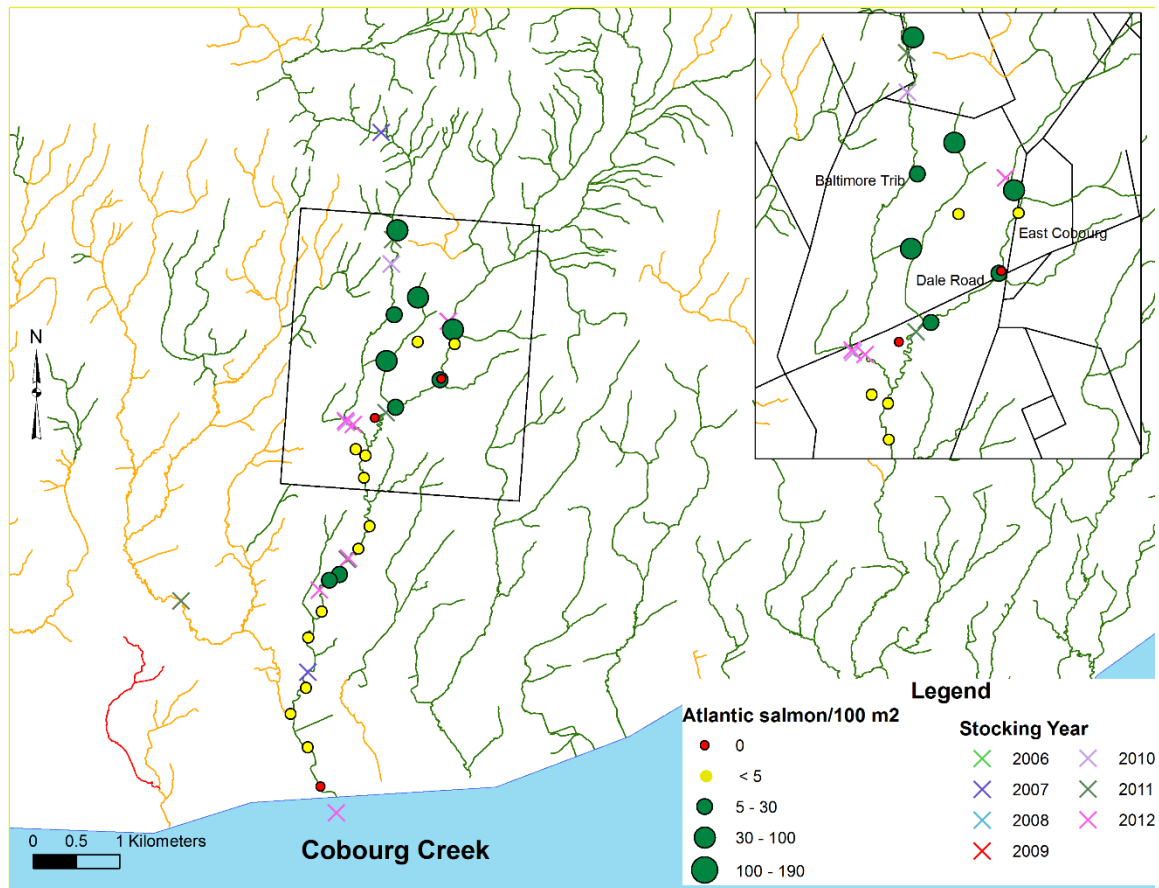 Baltimore Trib
East Cobourg
Dale Road
N
0 0.5 1 Kilometers
Cobourg Creek
Legend
Atlantic salmon/100 m2
0
< 5
5 - 30
30 - 100
100 - 190
Stocking Year
2006
2007
2008
2009
2010
2011
2012